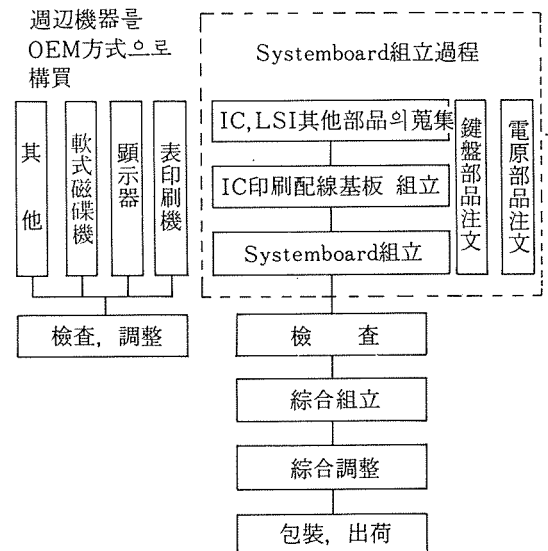 週辺機器를
OEM方式으로
構買
Systemboard組立過程
其他
軟式磁碟機
顯示器
表印刷機
IC,LSI其他部品의蒐集
IC印刷配線基板 組立
Systemboard組立
鍵盤部品注文
電原部品注文
檢査, 調整
檢 査
綜合組立
綜合調整
包裝, 出荷